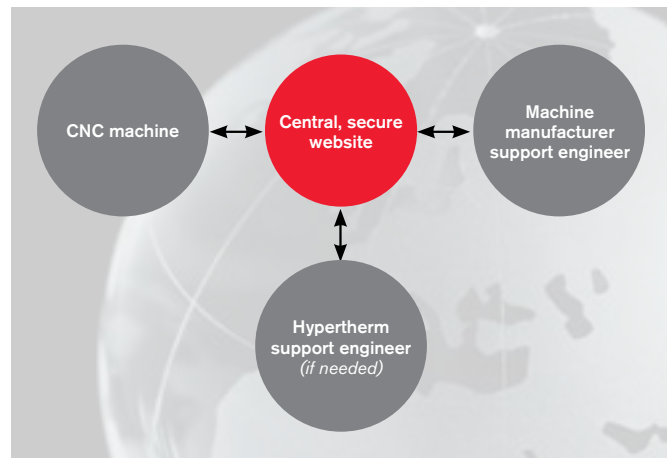 CNC machine
Central, secure
website
Machine
manufacturer
support engineer
Hypertherm
support engineer
(if needed)